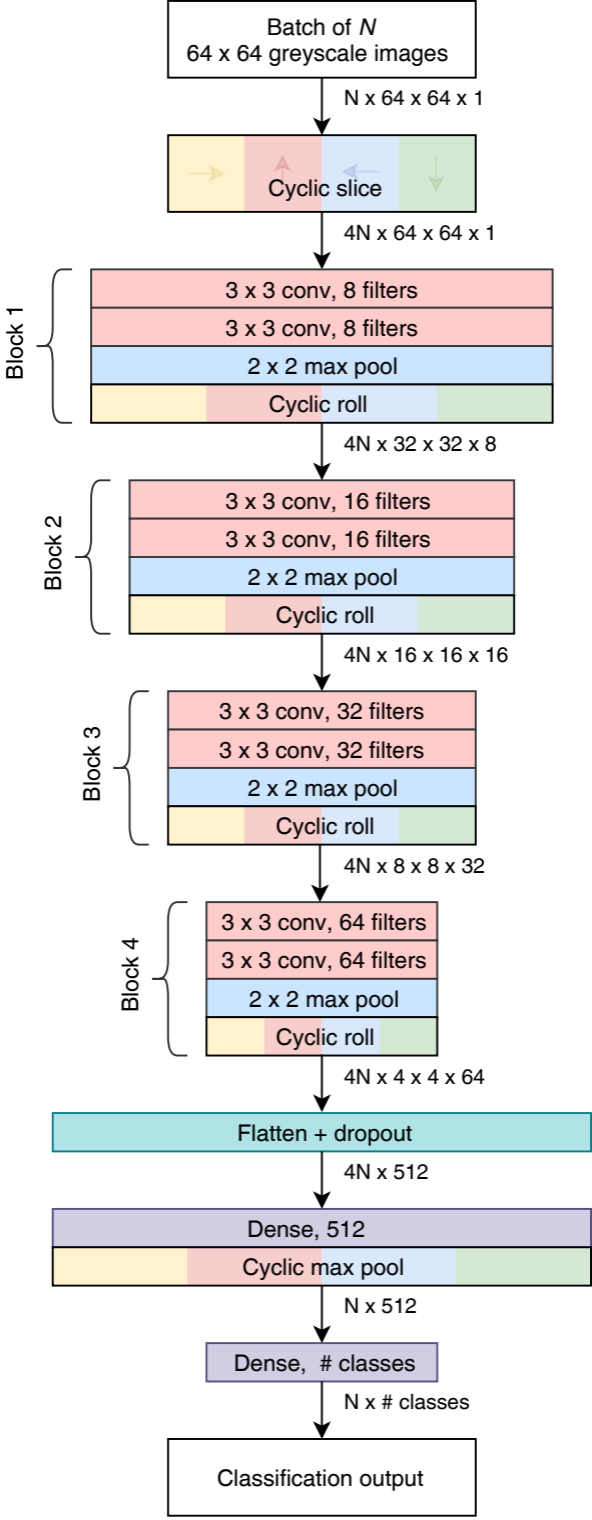 Batch of N
64 x 64 greyscale images
N x 64 x 64 x 1
Cyclic slice
4N x 64 x 64 x 1
Block 1
3 x 3 conv, 8 filters
3 x 3 conv, 8 filters
2 x 2 max pool
Cyclic roll
4N x 32 x 32 x 8
Block 2
3 x 3 conv, 16 filters
3 x 3 conv, 16 filters
2 x 2 max pool
Cyclic roll
4N x 16 x 16 x 16
Block 3
3 x 3 conv, 32 filters
3 x 3 conv, 32 filters
2 x 2 max pool
Cyclic roll
4N x 8 x 8 x 32
Block 4
3 x 3 conv, 64 filters
3 x 3 conv, 64 filters
2 x 2 max pool
Cyclic roll
4N x 4 x 4 x 64
Flatten + dropout
4N x 512
Dense, 512
Cyclic max pool
N x 512
Dense, # classes
N x # classes
Classification output